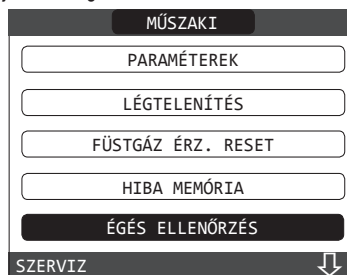 MŰSZAKI
PARAMÉTEREK
LÉGTELENÍTÉS
FÜSTGÁZ ÉRZ. RESET
HIBA MEMÓRIA
ÉGÉS ELLENŐRZÉS
SZERVIZ